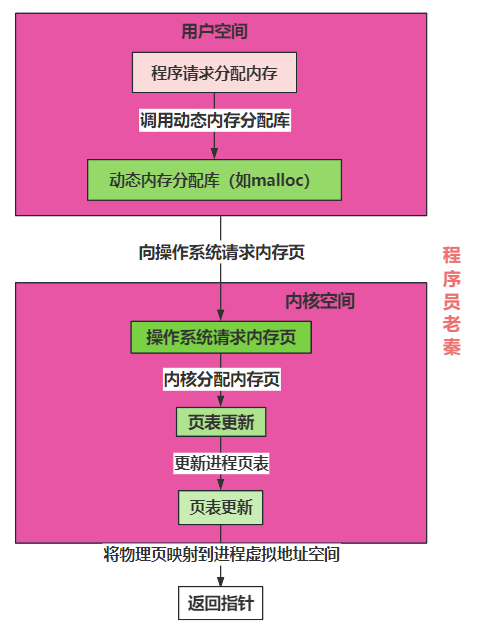 用户空间
程序请求分配内存
调用动态内存分配库
动态内存分配库（如malloc）
向操作系统请求内存页
内核空间
操作系统请求内存页
内核分配内存页
页表更新
更新进程页表
页表更新
将物理页映射到进程虚拟地址空间
返回指针
程
序
员
老
秦